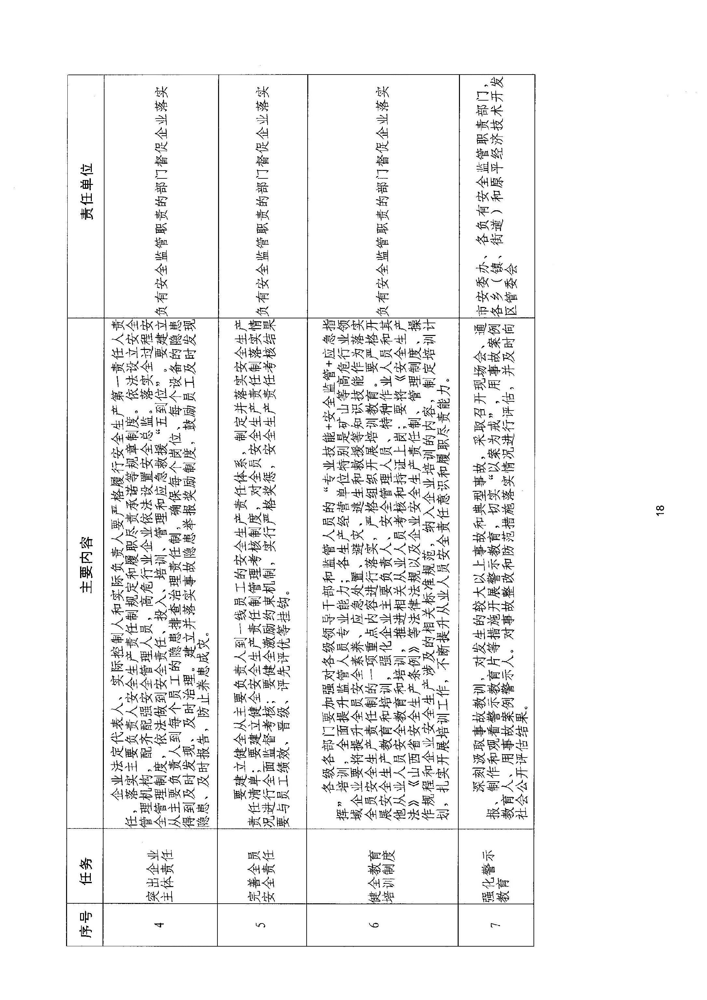 序号
任务
主要内容
责任单位
4
突出企业
主体责任
企业法定代表人、实际控制人和实际负责人要严格履行安全生产第一责任人责
任，落实主要负责人安全生产责任制规定和履职尽责承诺等规章制度。依法设立安全
管理机构，配齐配强安全管理人员，高危行业企业依法设置安全总监。落实全过程安
全管理制度，依法做到安全责任、投入、培训、管理和应急救援“五到位”。要建立
从主要负责人到每个员工的隐患排查治理责任制，确保每个岗位、每个设备的隐患
得到及时发现、及时治理。建立并落实事故隐患举报奖励制度，鼓励员工及时发现
隐患、及时报告，防止养患成灾。
负有安全监管职责的部门督促企业落实
5
完善全员
安全责任
要建立健全从主要负责人到一线员工的安全生产责任体系，制定并落实安全生产
责任清单；要建立健全安全生产责任制管理考核制度，对全员安全生产责任制落实情
况进行全面监督考核；要健全激励约束机制，实行严格奖惩，安全生产责任考核结果
要与员工绩效、晋级、评先评优等挂钩。
负有安全监管职责的部门督促企业落实
6
健全教育
培训制度
各级各部门要加强对各级领导干部和监管人员的“专业技能+安全监管+应急指
挥”培训，全面提升监管人员专业能力；各生产经营单位特别是矿山等高危行业领
域企业要将提升全员安全素养、应急处置、避灾、逃生和救援等知识技能作为落实
全员安全生产责任制的一项重点内容进行落实，严格组织开展培训教育。要严格开
展安全生产教育和培训，强化企业主要负责人、安全管理人员、特种作业人员和其
他从业人员安全教育和培训，推进相关从业人员考核和持证上岗；要将《安全生产
法》《山西省安全生产条例》等法律法规以及企业安全生产责任制、管理制度、操
作规程和企业安全生产涉及的相关标准规范，纳入企业培训的内容，制定培训计
划，扎实开展培训工作，不断提升从业人员安全责任意识和履职尽责能力。
负有安全监管职责的部门督促企业落实
7
强化警示
教育
深刻汲取事故教训，对发生的较大以上事故和典型事故，采取召开现场会、通
报、制作和观看警示教育片等措施开展警示教育，切实“以案为戒”，用事故案例
教育人、用事故案例警示人。对事故整改和防范措施落实情况进行评估，并及时向
社会公开评估结果。
市安委办、各负有安全监管职责部门，
各乡（镇、街道）和原平经济技术开发
区管委会
18